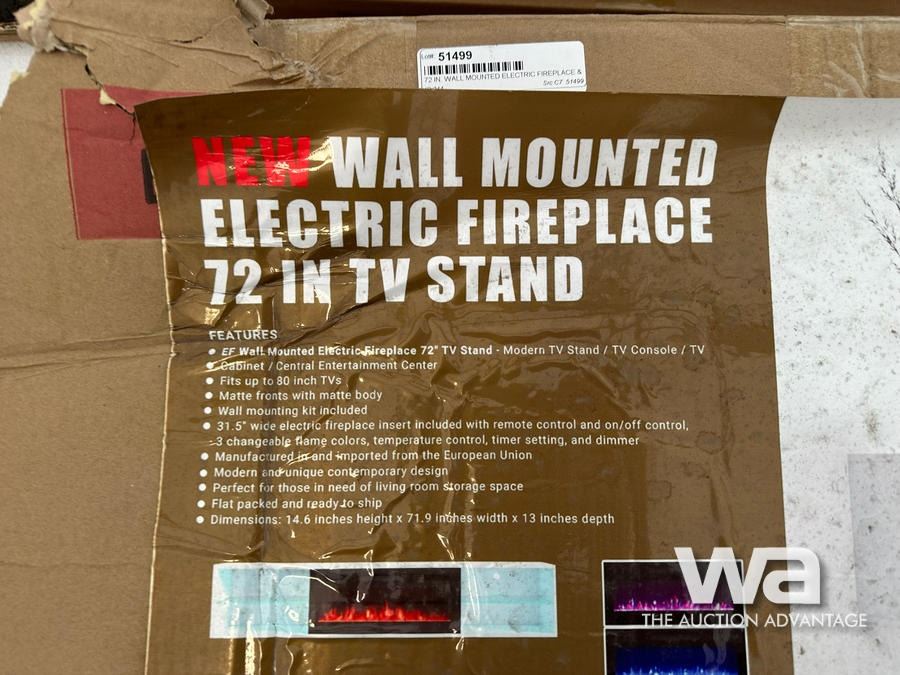 Lot# 51499
72 IN. WALL MOUNTED ELECTRIC FIREPLACE &
Src C7 51499
NEW WALL MOUNTED
ELECTRIC FIREPLACE
72 IN TV STAND
FEATURES
• EF Wall Mounted Electric Fireplace 72" TV Stand - Modern TV Stand / TV Console / TV
• Cabinet / Central Entertainment Center
• Fits up to 80 inch TVs
• Matte fronts with matte body
• Wall mounting kit included
• 31.5" wide electric fireplace insert included with remote control and on/off control,
3 changeable flame colors, temperature control, timer setting, and dimmer
• Manufactured in and imported from the European Union
• Modern and unique contemporary design
• Perfect for those in need of living room storage space
• Flat packed and ready to ship
• Dimensions: 14.6 inches height x 71.9 inches width x 13 inches depth
wa
THE AUCTION ADVANTAGE